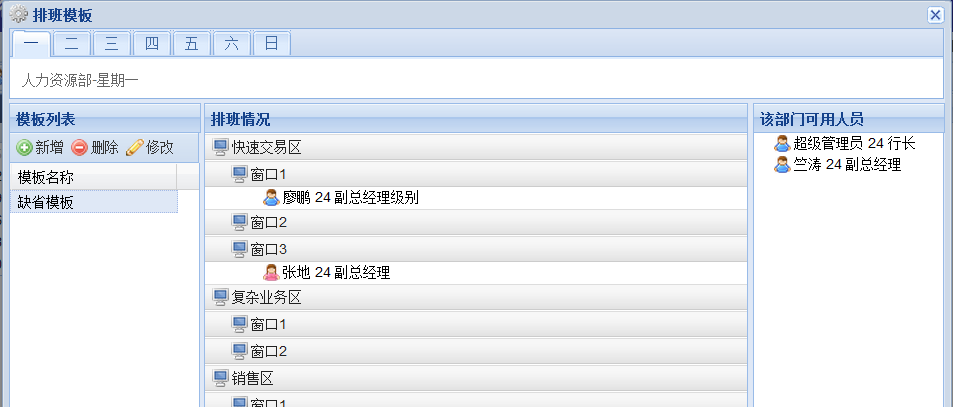 排班模板
一 二 三 四 五 六 日
人力资源部-星期一
模板列表
新增 删除 修改
模板名称
缺省模板
排班情况
快速交易区
窗口1
廖鹏 24 副总经理级别
窗口2
窗口3
张地 24 副总经理
复杂业务区
窗口1
窗口2
销售区
窗口1
该部门可用人员
超级管理员 24 行长
竺涛 24 副总经理